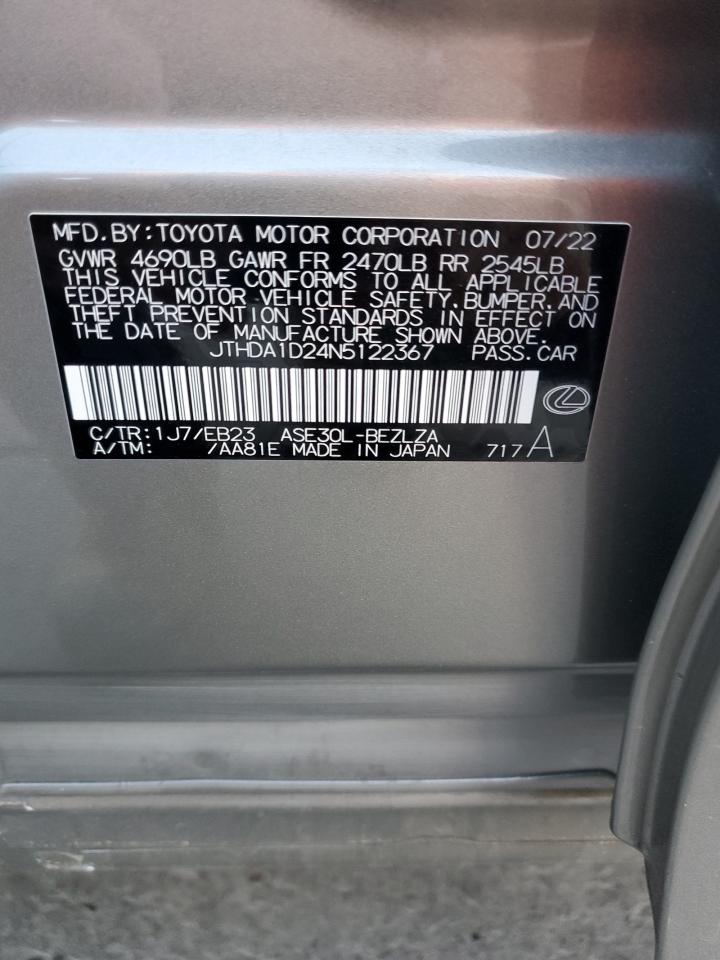 MFD.BY:TOYOTA MOTOR CORPORATION 07/22
GVWR 4690LB GAWR FR 2470LB RR 2545LB
THIS VEHICLE CONFORMS TO ALL APPLICABLE
FEDERAL MOTOR VEHICLE SAFETY,BUMPER,AND
THEFT PREVENTION STANDARDS IN EFFECT ON
THE DATE OF MANUFACTURE SHOWN ABOVE.
JTHDA1D24N5122367 PASS.CAR
C/TR:1J7/EB23 ASE30L-BEZLZA
A/TM: /AA81E MADE IN JAPAN 717A